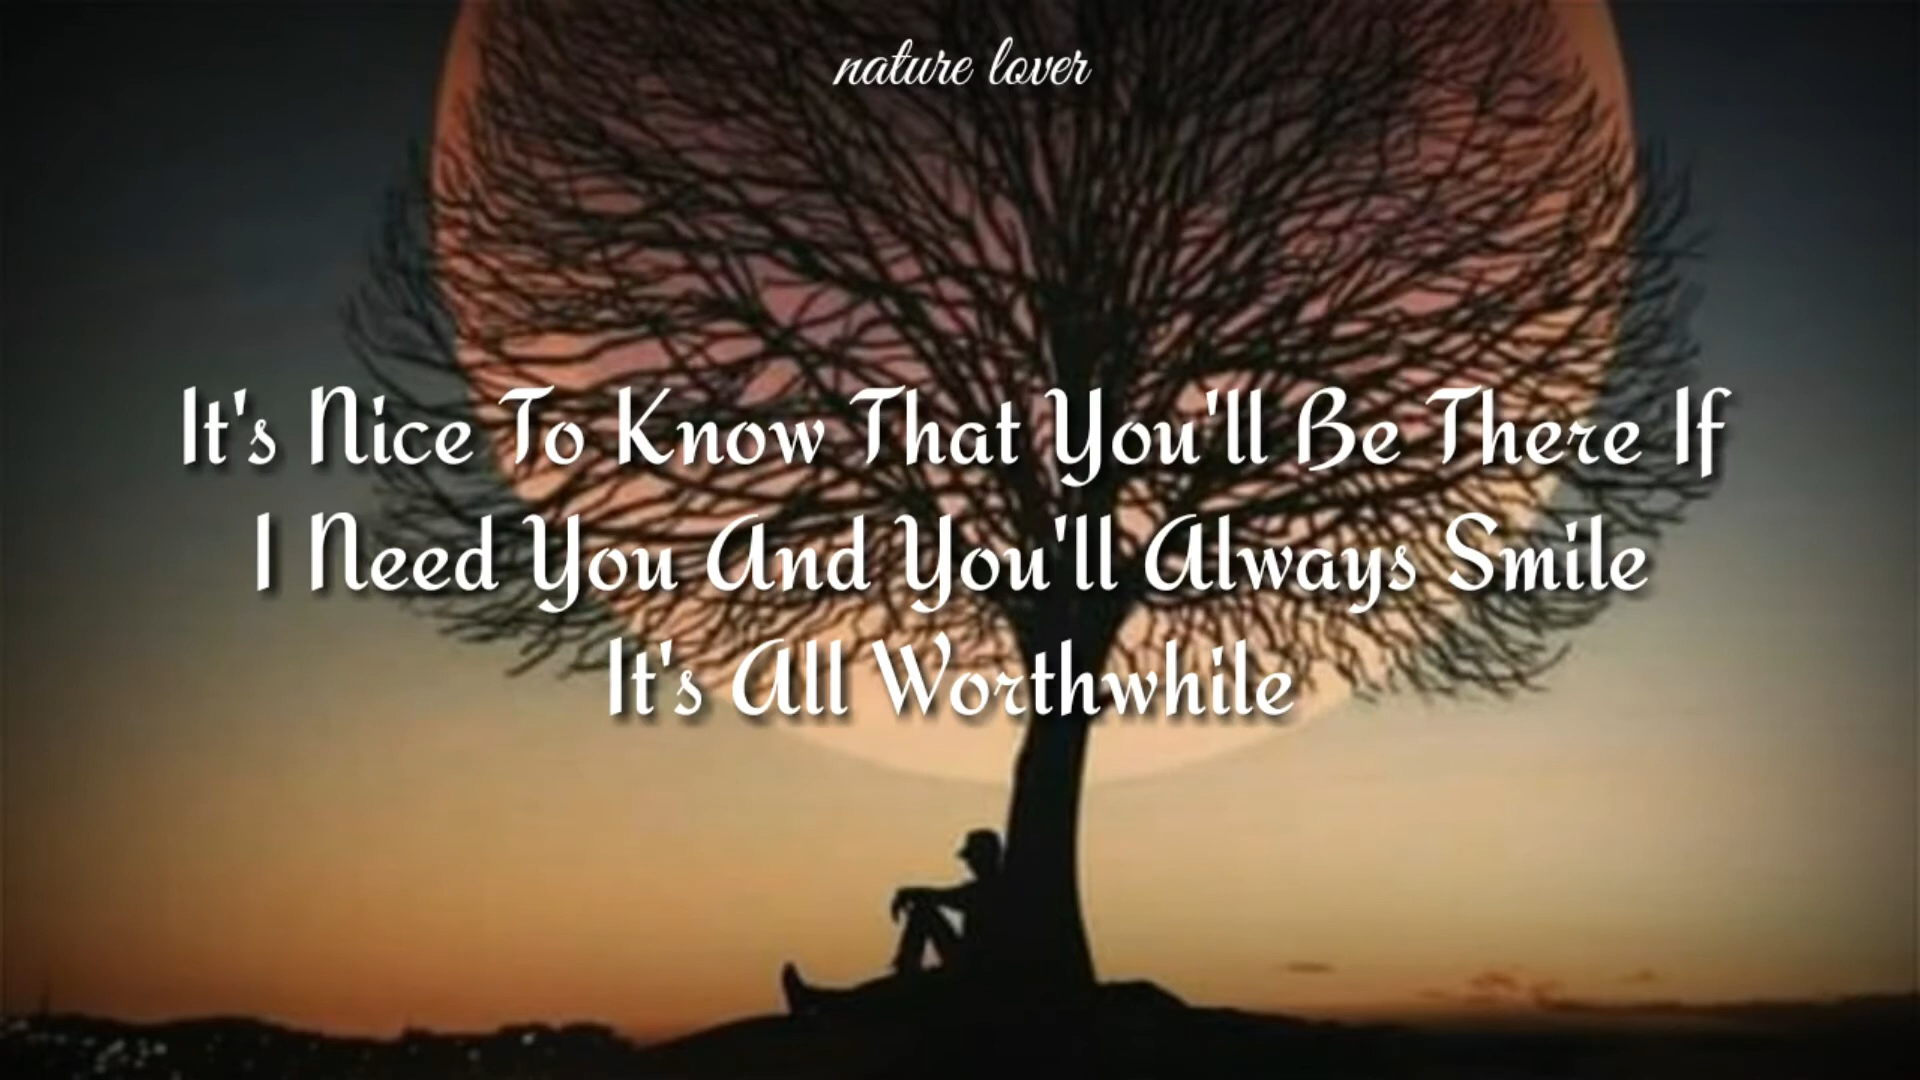 nature lover
It's Nice To Know That You'll Be There If
I Need You And You'll Always Smile
It's All Worthwhile